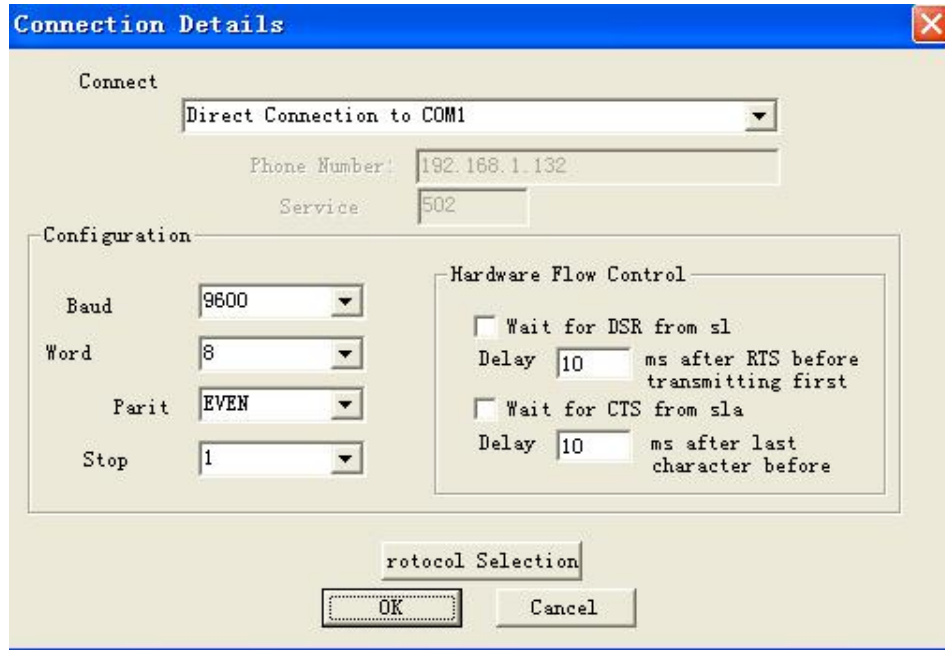 Connection Details
Connect
Direct Connection to COM1
Phone Number: 192.168.1.132
Service 502
Configuration
Baud 9600
Word 8
Parit EVEN
Stop 1
Hardware Flow Control
Wait for DSR from sl
Delay 10 ms after RTS before
transmitting first
Wait for CTS from sla
Delay 10 ms after last
character before
rotocol Selection
OK Cancel